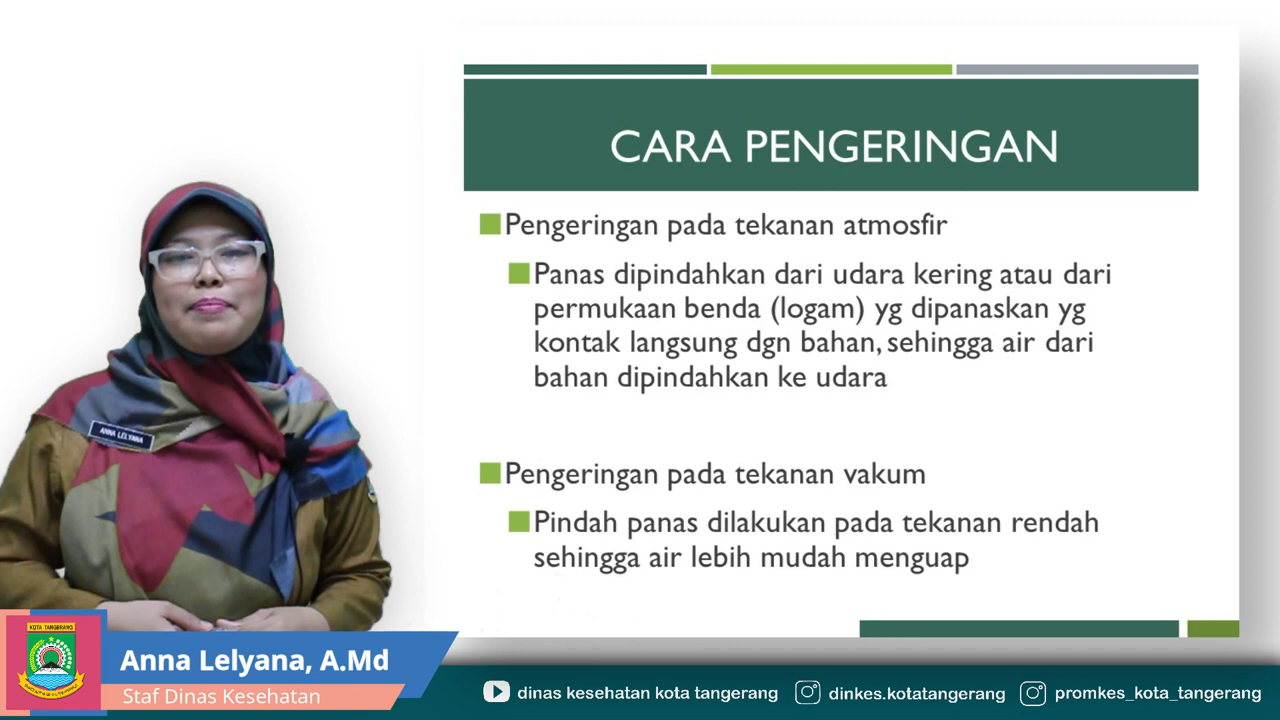 CARA PENGERINGAN
Pengeringan pada tekanan atmosfir
Panas dipindahkan dari udara kering atau dari
permukaan benda (logam) yg dipanaskan yg
kontak langsung dgn bahan, sehingga air dari
bahan dipindahkan ke udara
Pengeringan pada tekanan vakum
Pindah panas dilakukan pada tekanan rendah
sehingga air lebih mudah menguap
ANNA LELYANA
KOTA TANGERANG
Anna Lelyana, A.Md
Staf Dinas Kesehatan
dinas kesehatan kota tangerang
dinkes.kotatangerang
promkes_kota_tangerang